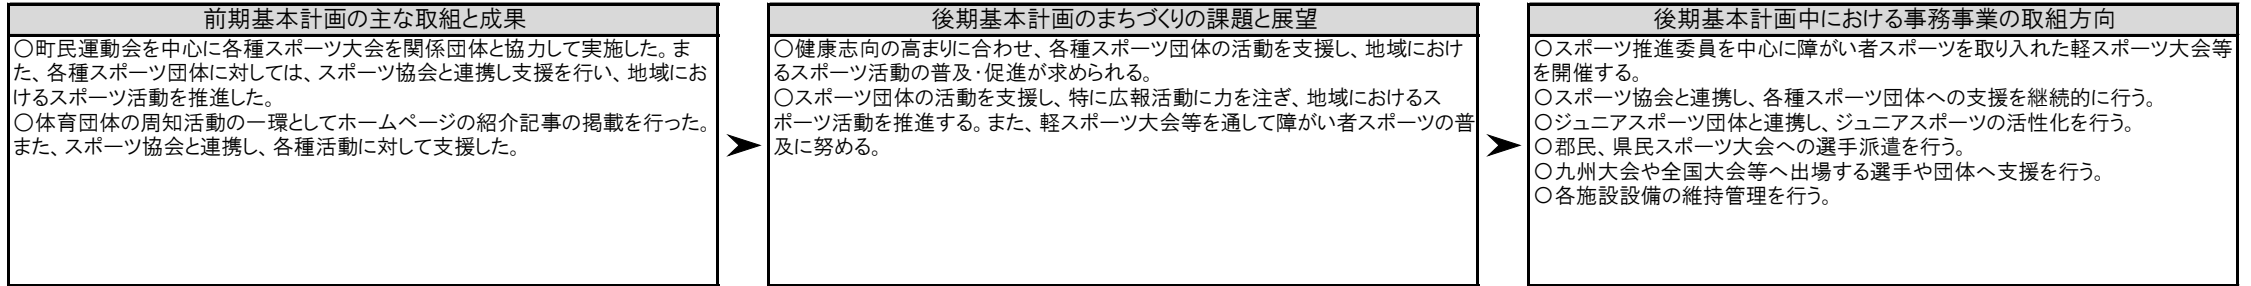 前期基本計画の主な取組と成果
〇町民運動会を中心に各種スポーツ大会を関係団体と協力して実施した。ま
た、各種スポーツ団体に対しては、スポーツ協会と連携し支援を行い、地域にお
けるスポーツ活動を推進した。
〇体育団体の周知活動の一環としてホームページの紹介記事の掲載を行った。
また、スポーツ協会と連携し、各種活動に対して支援した。
後期基本計画のまちづくりの課題と展望
〇健康志向の高まりに合わせ、各種スポーツ団体の活動を支援し、地域におけ
るスポーツ活動の普及・促進が求められる。
〇スポーツ団体の活動を支援し、特に広報活動に力を注ぎ、地域におけるス
ポーツ活動を推進する。また、軽スポーツ大会等を通して障がい者スポーツの普
及に努める。
後期基本計画中における事務事業の取組方向
〇スポーツ推進委員を中心に障がい者スポーツを取り入れた軽スポーツ大会等
を開催する。
〇スポーツ協会と連携し、各種スポーツ団体への支援を継続的に行う。
〇ジュニアスポーツ団体と連携し、ジュニアスポーツの活性化を行う。
〇郡民、県民スポーツ大会への選手派遣を行う。
〇九州大会や全国大会等へ出場する選手や団体へ支援を行う。
〇各施設設備の維持管理を行う。